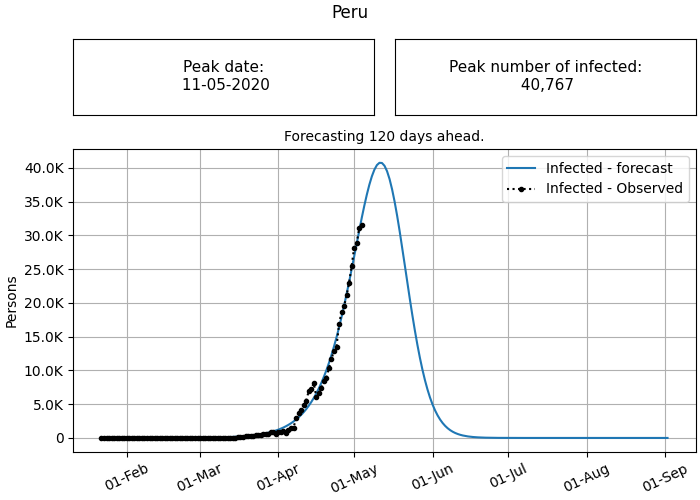 Peru
Peak date:
11-05-2020
Peak number of infected:
40,767
Forecasting 120 days ahead.
Infected - forecast
Infected - Observed
Persons
40.0K
35.0K
30.0K
25.0K
20.0K
15.0K
10.0K
5.0K
0
01-Feb
01-Mar
01-Apr
01-May
01-Jun
01-Jul
01-Aug
01-Sep